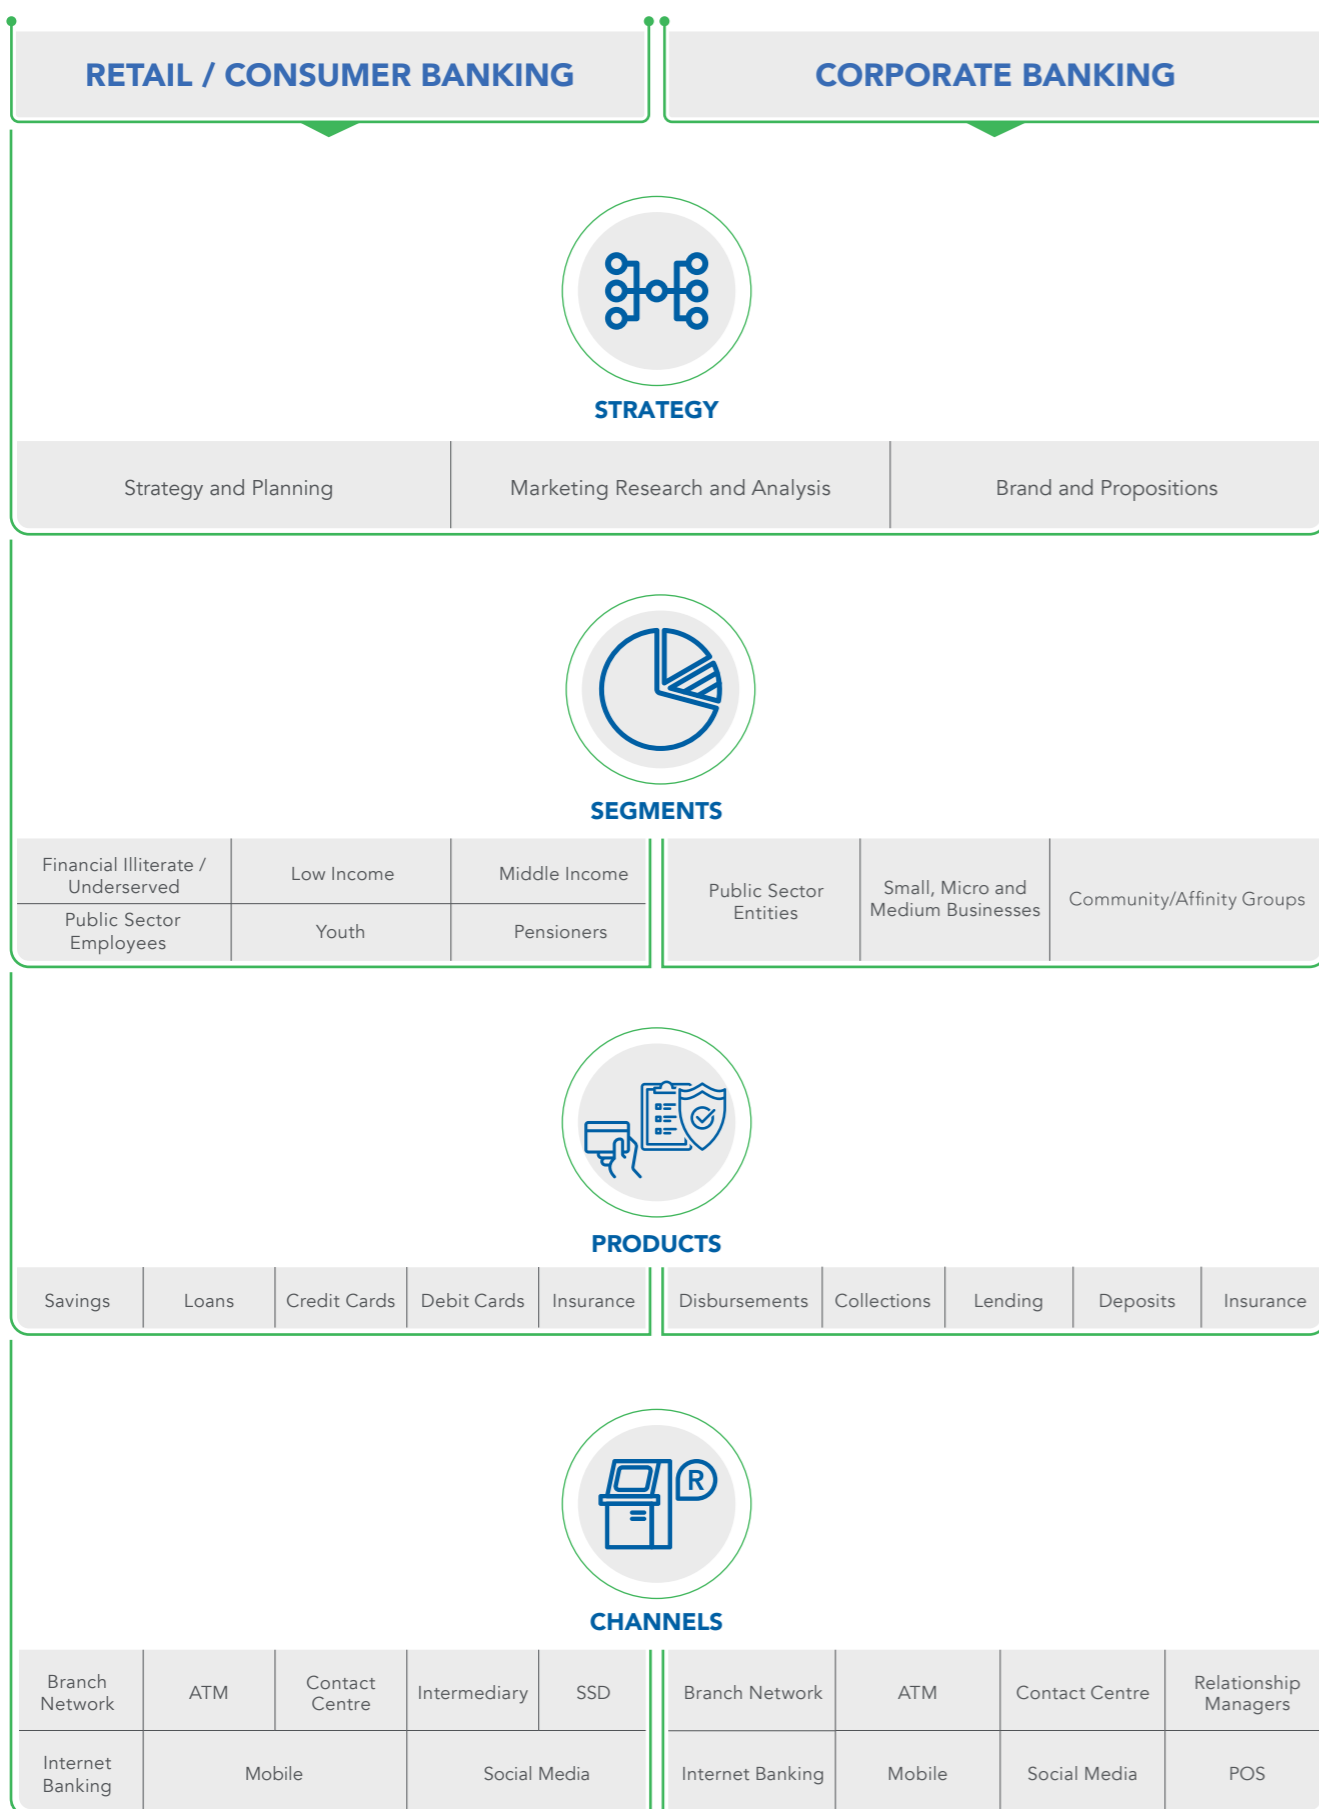 RETAIL / CONSUMER BANKING
CORPORATE BANKING
STRATEGY
Strategy and Planning
Marketing Research and Analysis
Brand and Propositions
SEGMENTS
Financial Illiterate /
Underserved
Low Income
Middle Income
Public Sector
Employees
Youth
Pensioners
Public Sector
Entities
Small, Micro and
Medium Businesses
Community/Affinity Groups
PRODUCTS
Savings
Loans
Credit Cards
Debit Cards
Insurance
Disbursements
Collections
Lending
Deposits
Insurance
R
CHANNELS
Branch
Network
ATM
Contact
Centre
Intermediary
SSD
Internet
Banking
Mobile
Social Media
Branch Network
ATM
Contact Centre
Relationship
Managers
Internet Banking
Mobile
Social Media
POS